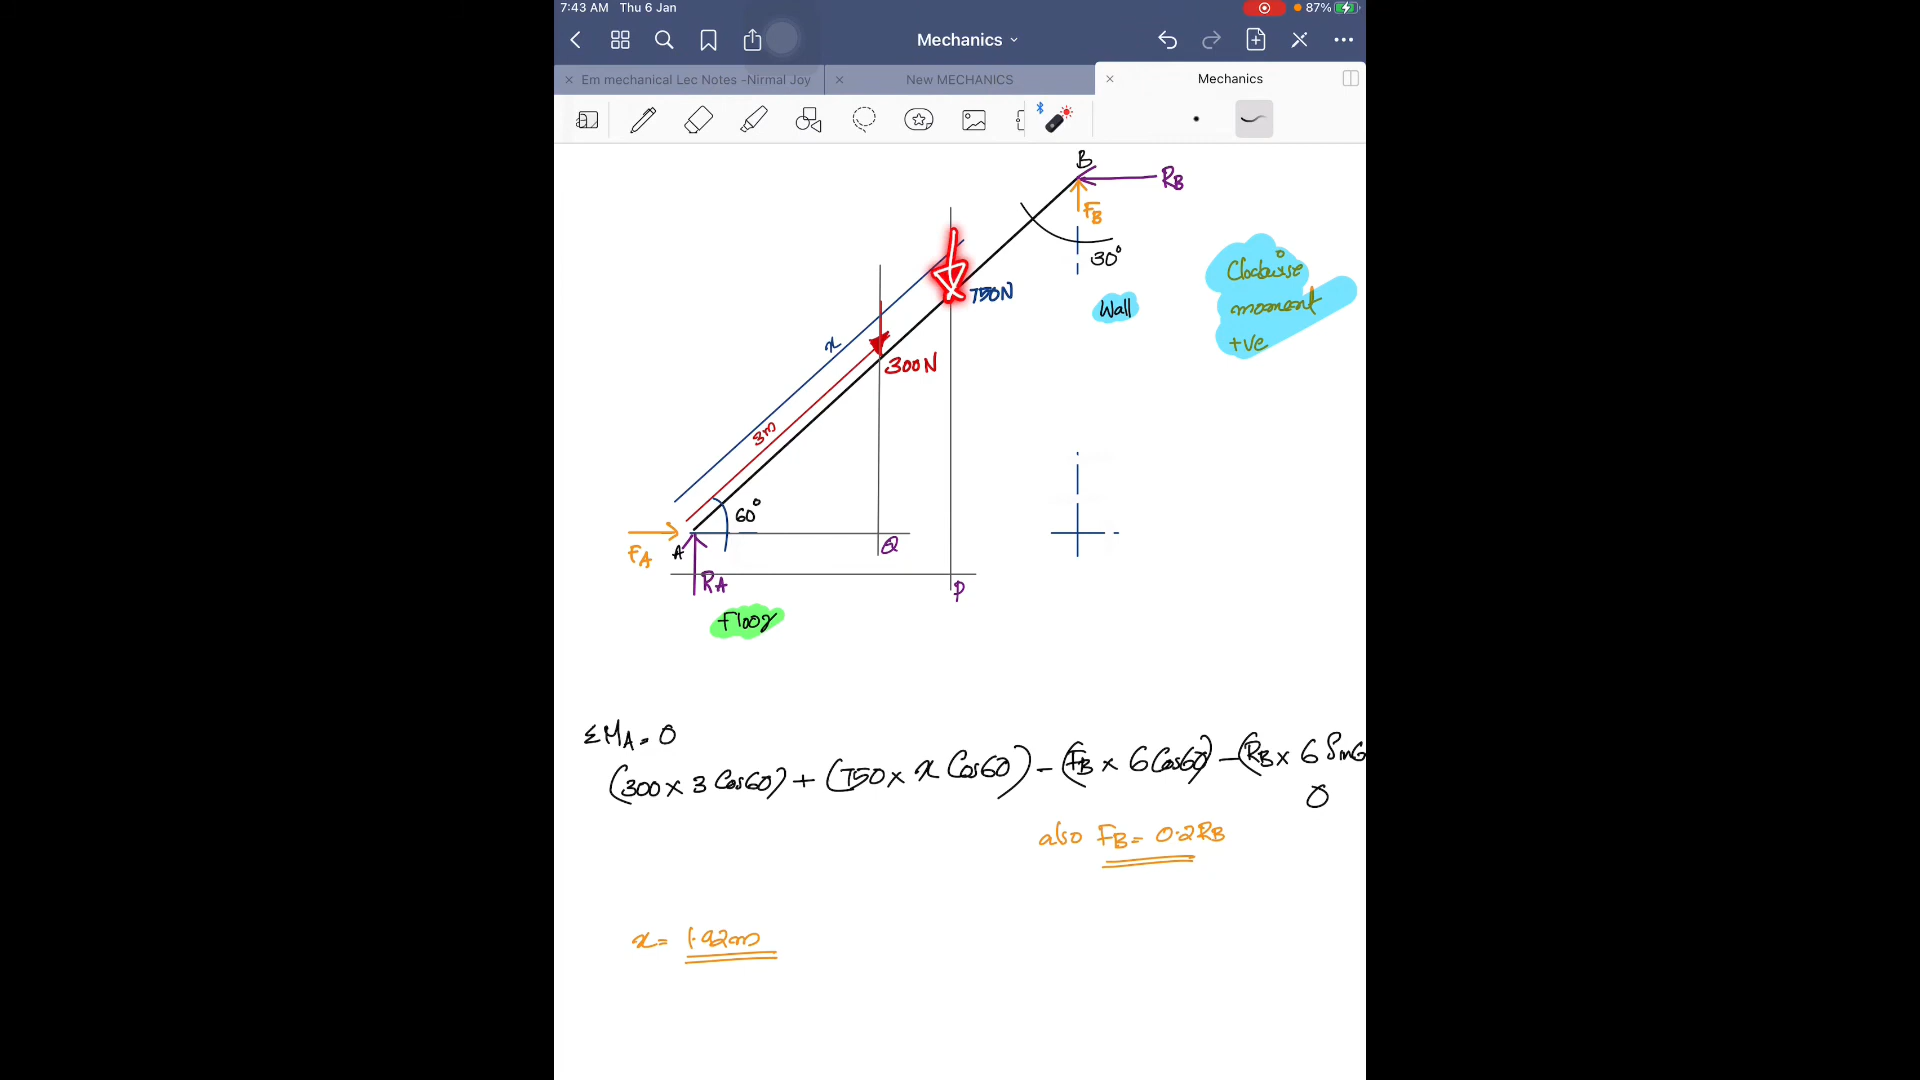 7:43 AM Thu 6 Jan
87%
Mechanics
Em mechanical Lec Notes -Nirmal Joy
New MECHANICS
Mechanics
B
RB
FB
30°
Clockwise
moment
+ve
750N
Wall
x
300N
3m
60°
FA
A
Q
RA
P
Floor
ΣMA = 0
(300 x 3 Cos60) + (750 x x Cos60) - (FB x 6 Cos60) - (RB x 6 Sin6
0
also FB = 0.2RB
x = 1.92m